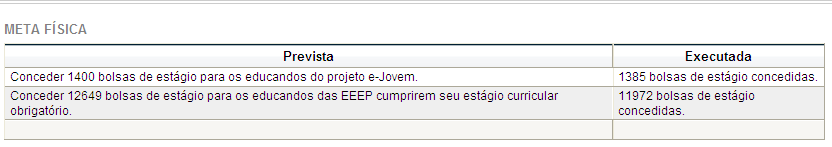 META FÍSICA
Prevista Executada
Conceder 1400 bolsas de estágio para os educandos do projeto e-Jovem. 1385 bolsas de estágio concedidas.
Conceder 12649 bolsas de estágio para os educandos das EEEP cumprirem seu estágio curricular
obrigatório.
11972 bolsas de estágio
concedidas.